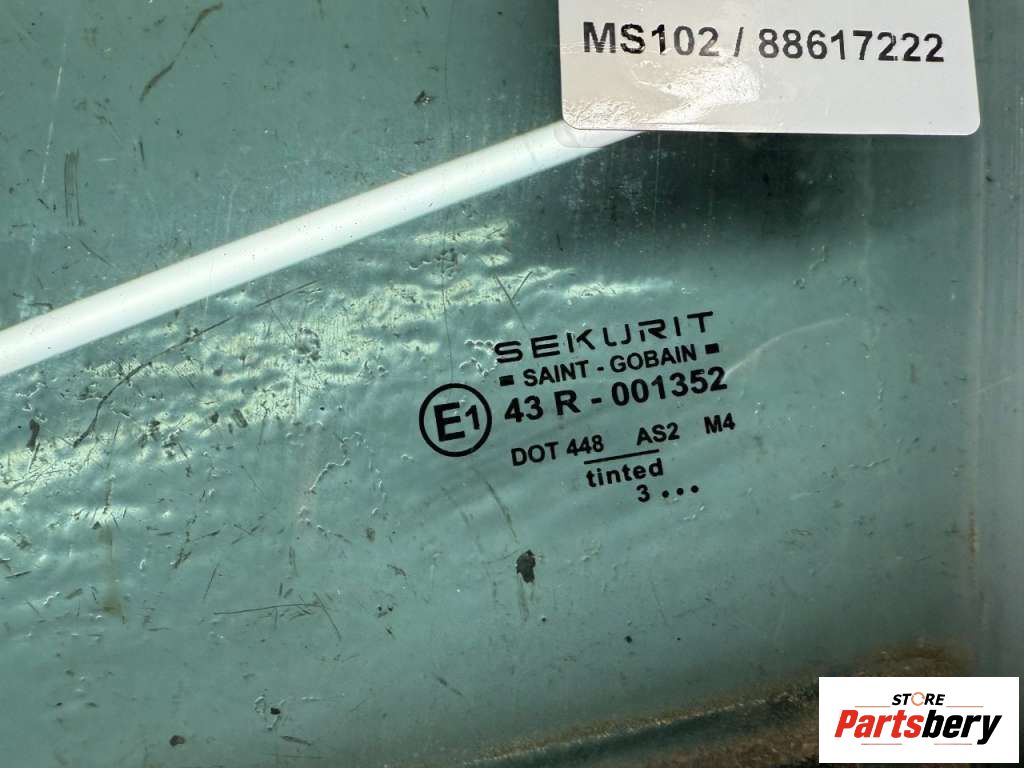 MS102 / 88617222
SEKURIT
SAINT - GOBAIN
E1 43 R - 001352
DOT 448 AS2 M4
tinted
3 ...
STORE
Partsbery